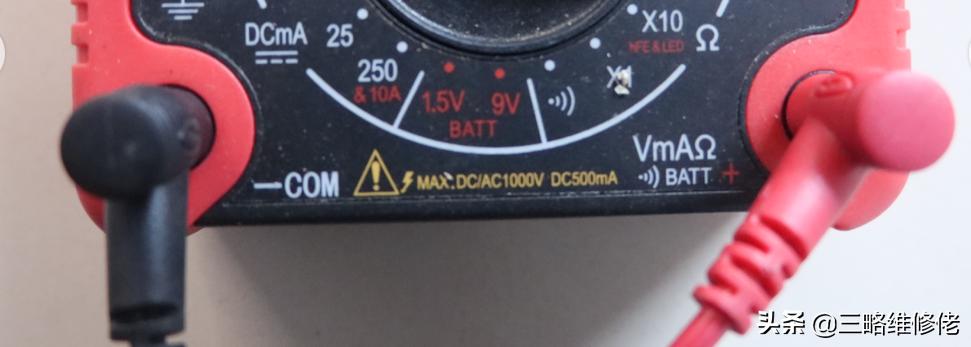 DCmA 25
250
& 10A
1.5V 9V
BATT
X10
hFE & LED Ω
X1
-COM
MAX.DC/AC1000V DC500mA
VmAΩ
BATT +
头条 @三略维修佬